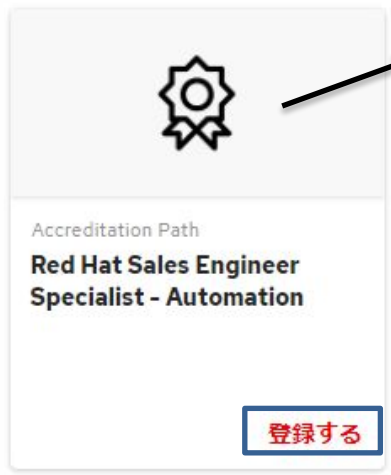 Accreditation Path
Red Hat Sales Engineer
Specialist - Automation
登録する